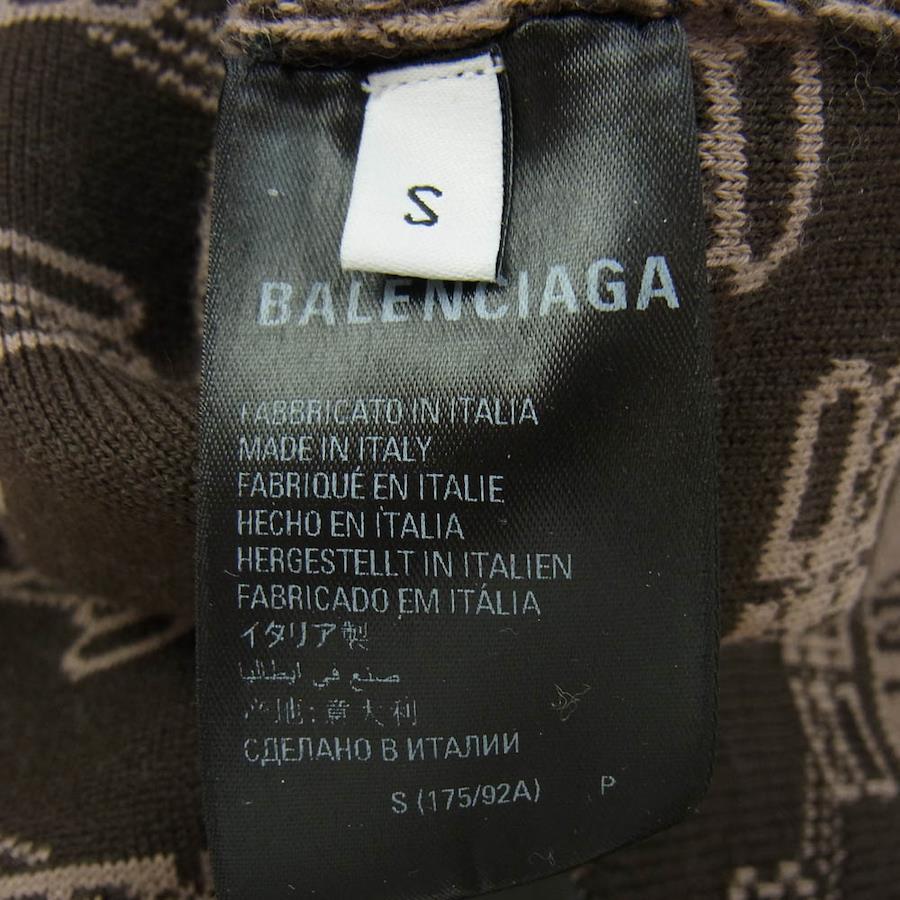 S
BALENCIAGA
FABBRICATO IN ITALIA
MADE IN ITALY
FABRIQUÉ EN ITALIE
HECHO EN ITALIA
HERGESTELLT IN ITALIEN
FABRICADO EM ITÁLIA
イタリア製
صنع في ايطاليا
产地: 意大利
СДЕЛАНО В ИТАЛИИ
S (175/92A) P